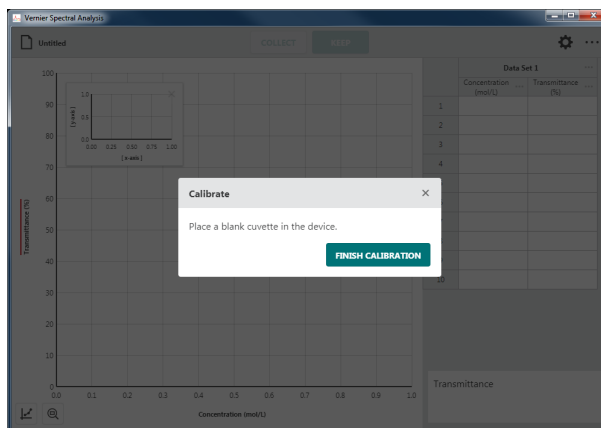 Vernier Spectral Analysis
Untitled
COLLECT
KEEP
Data Set 1
Concentration (mol/L)
Transmittance (%)
1
2
3
4
10
100
90
80
70
60
50
40
30
20
10
0
Transmittance (%)
1.0
0.5
0.0
[ y-axis ]
0.00 0.25 0.50 0.75 1.00
[ x-axis ]
Calibrate
Place a blank cuvette in the device.
FINISH CALIBRATION
0.0 0.1 0.2 0.3 0.4 0.5 0.6 0.7 0.8 0.9 1.0
Concentration (mol/L)
Transmittance